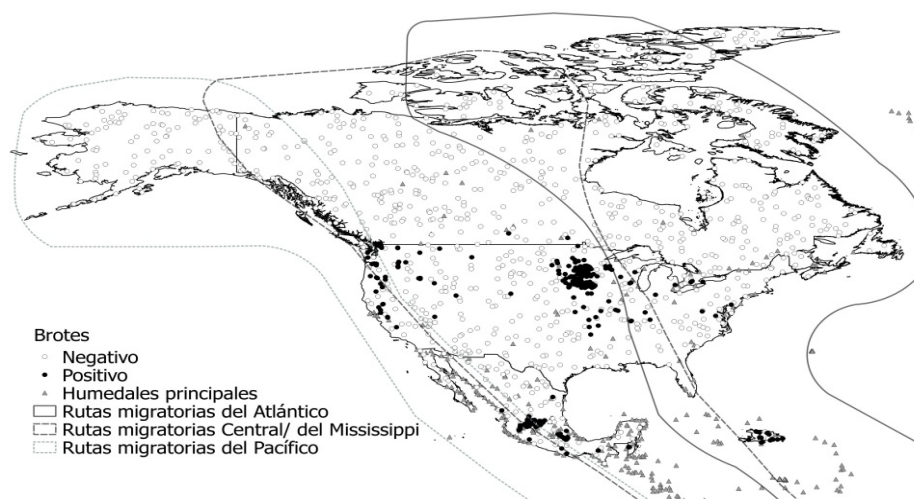 Brotes
Negativo
Positivo
Humedales principales
Rutas migratorias del Atlántico
Rutas migratorias Central/ del Mississippi
Rutas migratorias del Pacífico